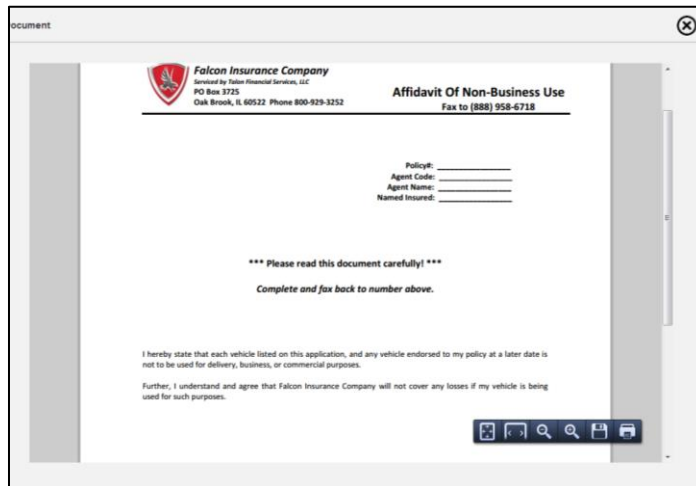 ocument
Falcon Insurance Company
Serviced by Talon Financial Services, LLC
PO Box 3725
Oak Brook, IL 60522 Phone 800-929-3252
Affidavit Of Non-Business Use
Fax to (888) 958-6718
Policy#: _______________
Agent Code: _______________
Agent Name: _______________
Named Insured: _______________
*** Please read this document carefully! ***
Complete and fax back to number above.
I hereby state that each vehicle listed on this application, and any vehicle endorsed to my policy at a later date is
not to be used for delivery, business, or commercial purposes.
Further, I understand and agree that Falcon Insurance Company will not cover any losses if my vehicle is being
used for such purposes.